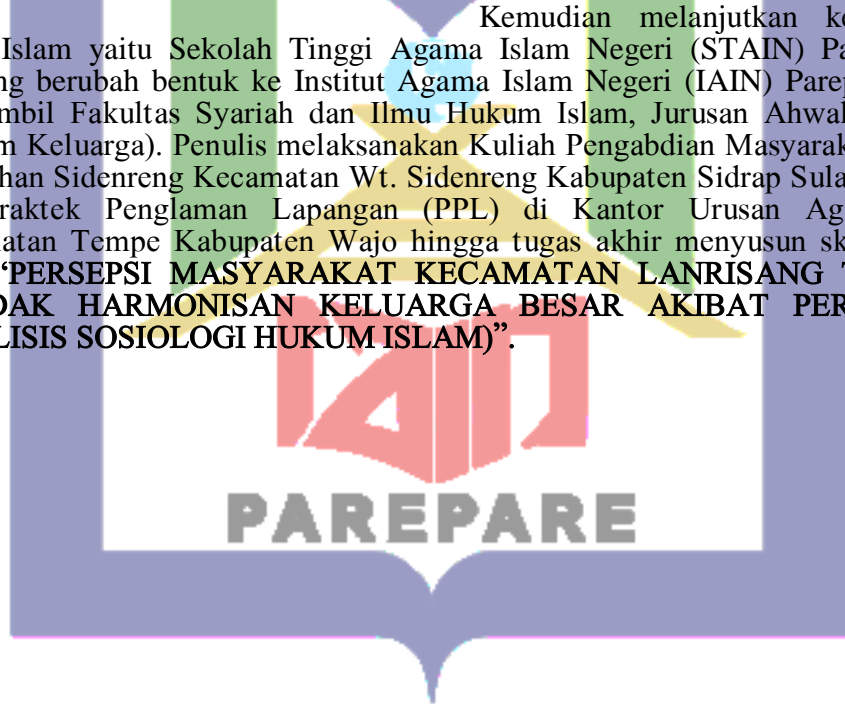 Kemudian melanjutkan
Islam yaitu Sekolah Tinggi Agama Islam Negeri (STAIN)
berubah bentuk ke Institut Agama Islam Negeri (IAIN)
Fakultas Syariah dan Ilmu Hukum Islam, Jurusan
Keluarga). Penulis melaksanakan Kuliah Pengabdian
Sidenreng Kecamatan Wt. Sidenreng Kabupaten Sidrap
Penglaman Lapangan (PPL) di Kantor Urusan
Tempe Kabupaten Wajo hingga tugas akhir menyusun
“PERSEPSI MASYARAKAT KECAMATAN LANRISANG
HARMONISAN KELUARGA BESAR AKIBAT
SOSIOLOGI HUKUM ISLAM)”.
PAREPARE